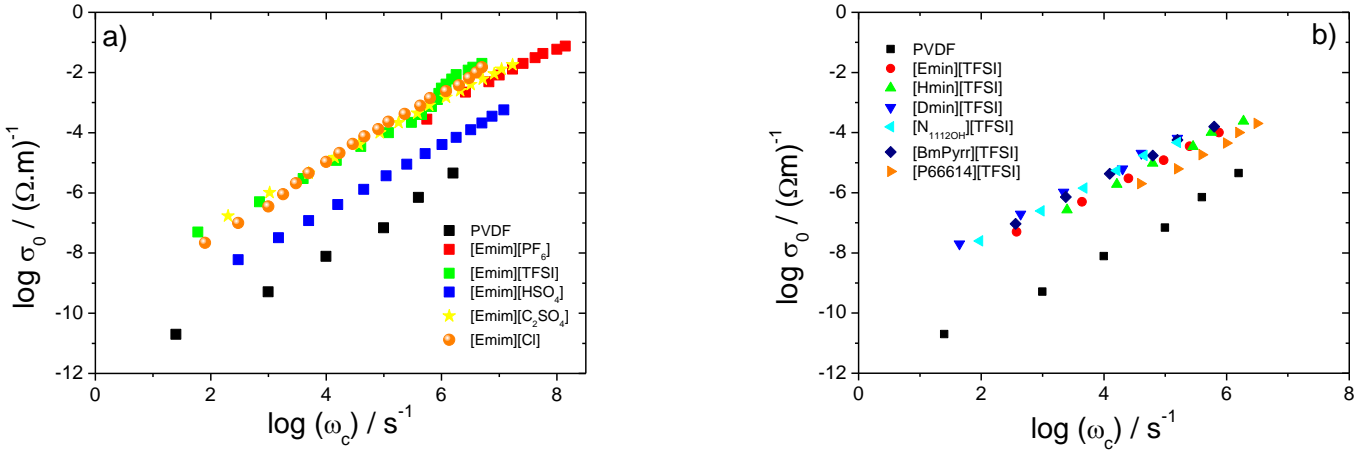 a)
0
-2
-4
-6
-8
-10
-12
log σ₀ / (Ω.m)⁻¹
PVDF
[Emim][PF₆]
[Emim][TFSI]
[Emim][HSO₄]
[Emim][C₂SO₄]
[Emim][Cl]
0 2 4 6 8
log (ω_c) / s⁻¹
b)
0
-2
-4
-6
-8
-10
-12
log σ₀ / (Ωm)⁻¹
PVDF
[Emin][TFSI]
[Hmin][TFSI]
[Dmin][TFSI]
[N₁₁₁₂OH][TFSI]
[BmPyrr][TFSI]
[P66614][TFSI]
0 2 4 6 8
log (ω_c) / s⁻¹